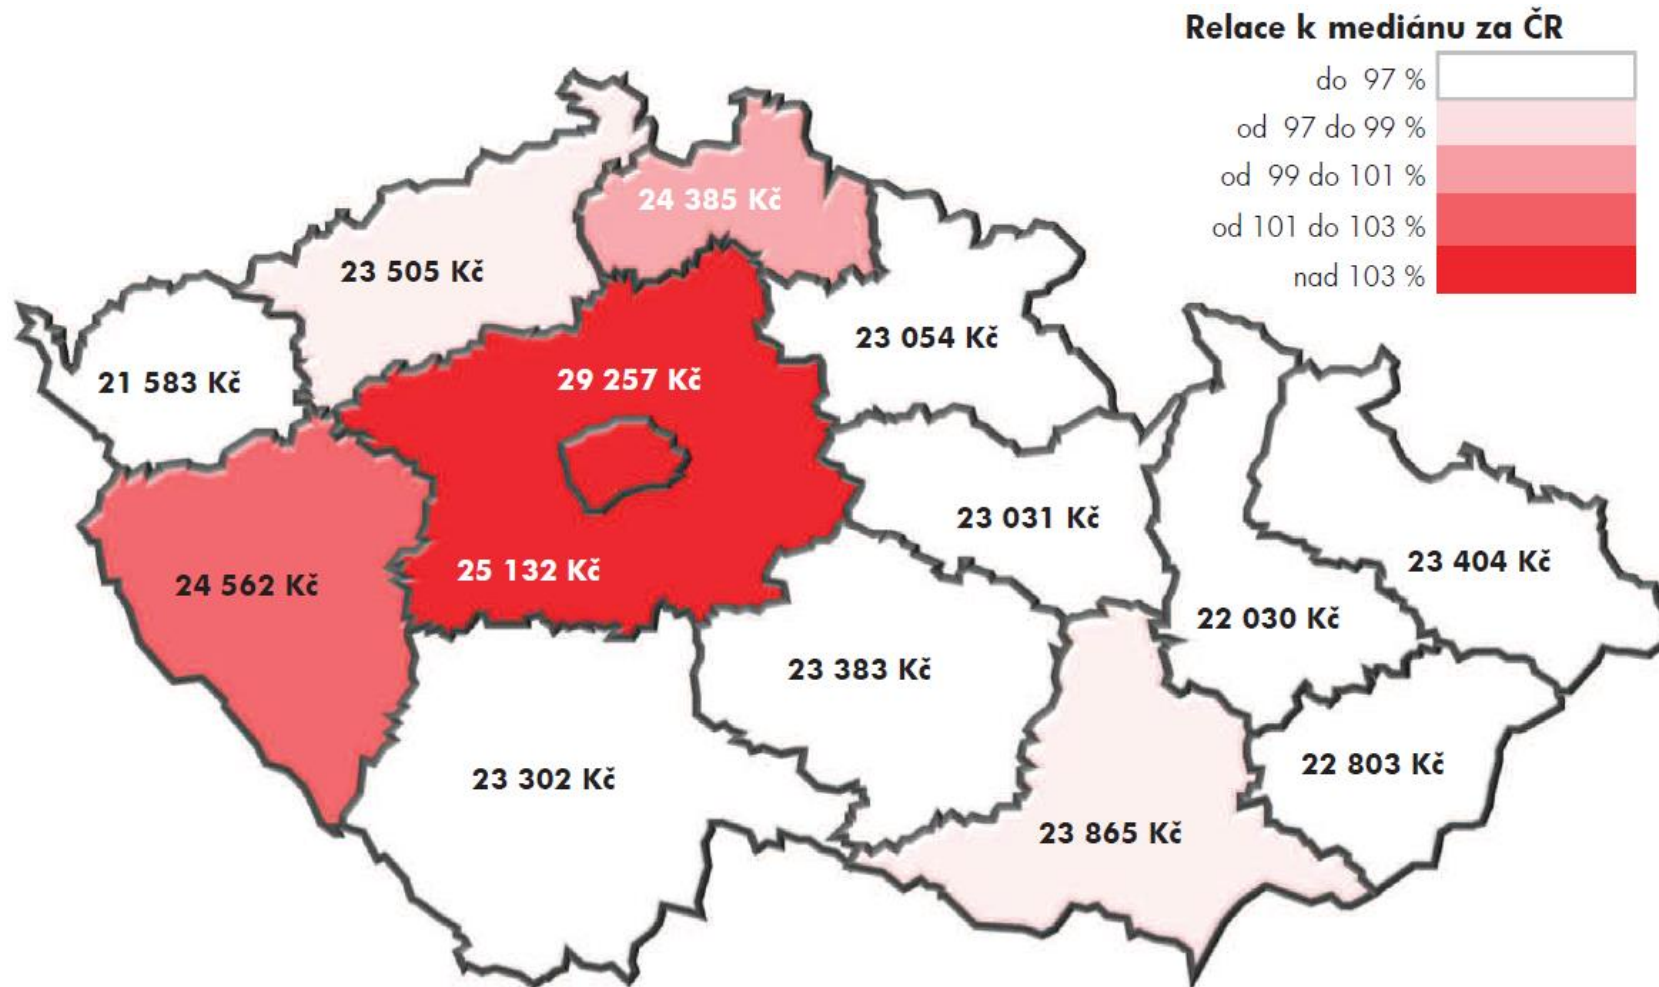 Relace k mediánu za ČR
do 97 %
od 97 do 99 %
od 99 do 101 %
od 101 do 103 %
nad 103 %
24 385 Kč
23 505 Kč
23 054 Kč
21 583 Kč
29 257 Kč
23 031 Kč
25 132 Kč
24 562 Kč
23 404 Kč
22 030 Kč
23 383 Kč
23 302 Kč
22 803 Kč
23 865 Kč